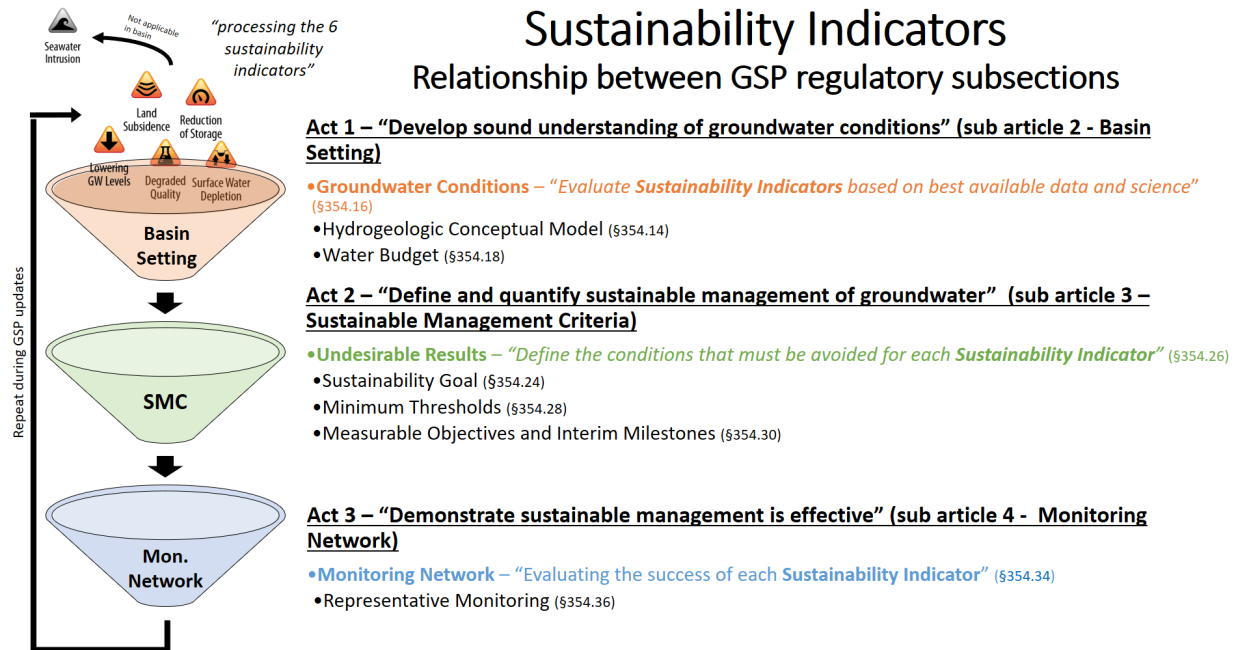 Sustainability Indicators
Relationship between GSP regulatory subsections
Not applicable
in basin
"processing the 6
sustainability
indicators"
Seawater
Intrusion
Land
Subsidence
Reduction
of Storage
Lowering
GW Levels
Degraded
Quality
Surface Water
Depletion
Basin
Setting
SMC
Mon.
Network
Repeat during GSP updates
Act 1 – “Develop sound understanding of groundwater conditions” (sub article 2 - Basin
Setting)
•Groundwater Conditions – “Evaluate Sustainability Indicators based on best available data and science”
(§354.16)
•Hydrogeologic Conceptual Model (§354.14)
•Water Budget (§354.18)
Act 2 – “Define and quantify sustainable management of groundwater” (sub article 3 –
Sustainable Management Criteria)
•Undesirable Results – “Define the conditions that must be avoided for each Sustainability Indicator” (§354.26)
•Sustainability Goal (§354.24)
•Minimum Thresholds (§354.28)
•Measurable Objectives and Interim Milestones (§354.30)
Act 3 – “Demonstrate sustainable management is effective” (sub article 4 - Monitoring
Network)
•Monitoring Network – “Evaluating the success of each Sustainability Indicator” (§354.34)
•Representative Monitoring (§354.36)